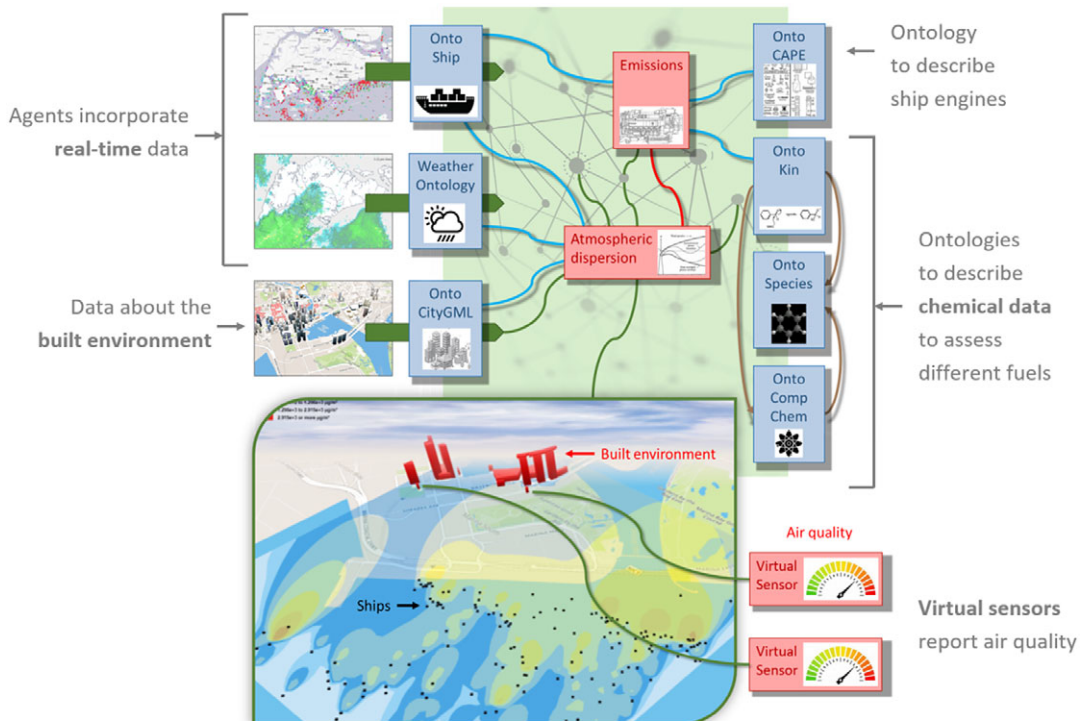 Agents incorporate
real-time data
Data about the
built environment
Onto
Ship
Weather
Ontology
Onto
CityGML
Emissions
Atmospheric
dispersion
Onto
CAPE
Onto
Kin
Onto
Species
Onto
Comp
Chem
Ontology
to describe
ship engines
Ontologies
to describe
chemical data
to assess
different fuels
Built environment
Ships
Air quality
Virtual
Sensor
Virtual
Sensor
Virtual sensors
report air quality